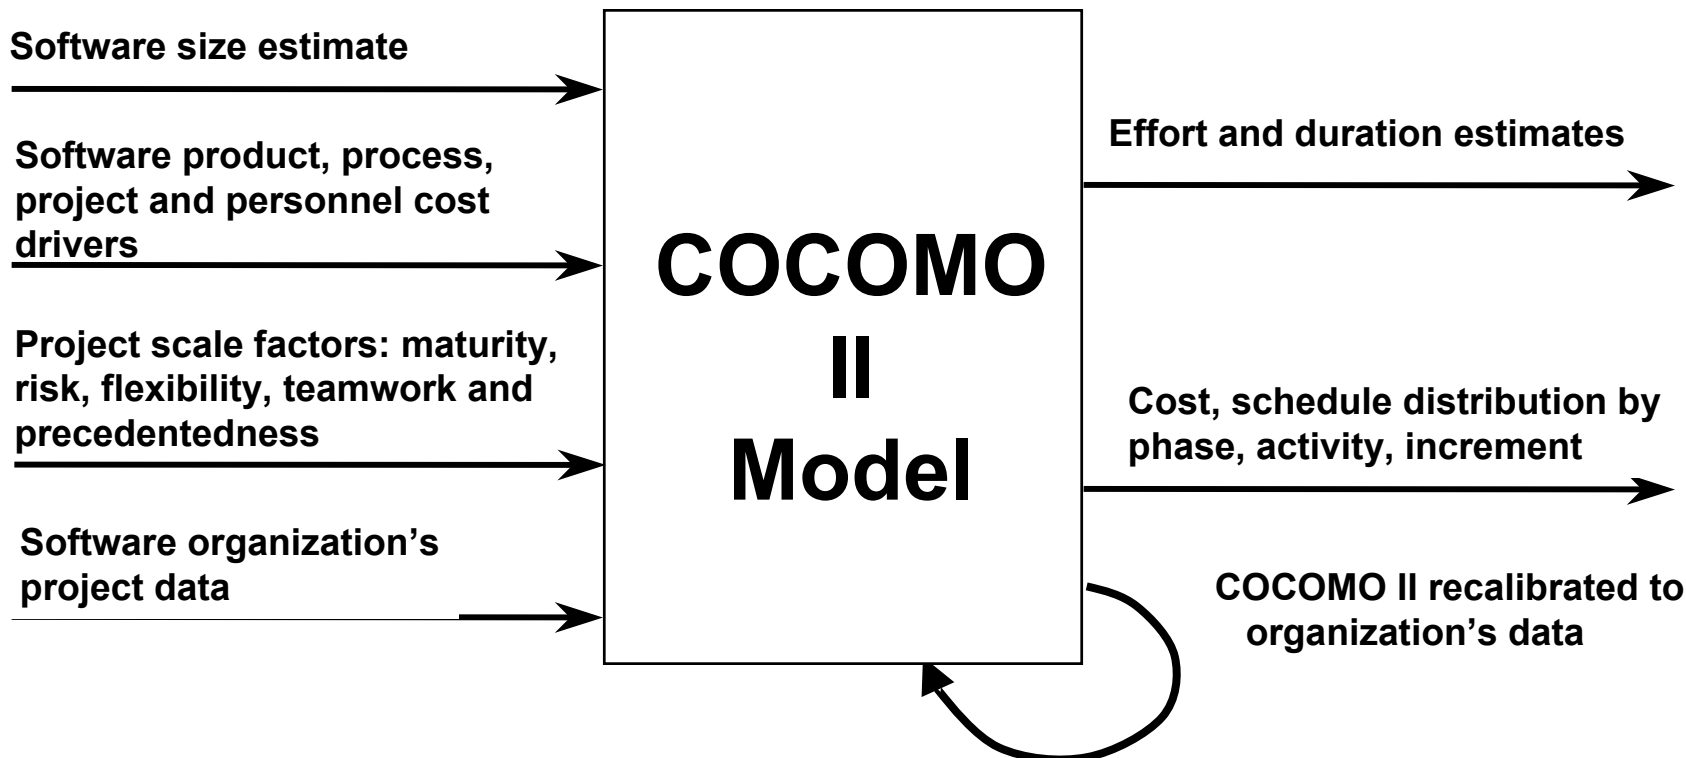 Software size estimate
Software product, process,
project and personnel cost
drivers
Project scale factors: maturity,
risk, flexibility, teamwork and
precedentedness
Software organization’s
project data
COCOMO
II
Model
Effort and duration estimates
Cost, schedule distribution by
phase, activity, increment
COCOMO II recalibrated to
organization’s data